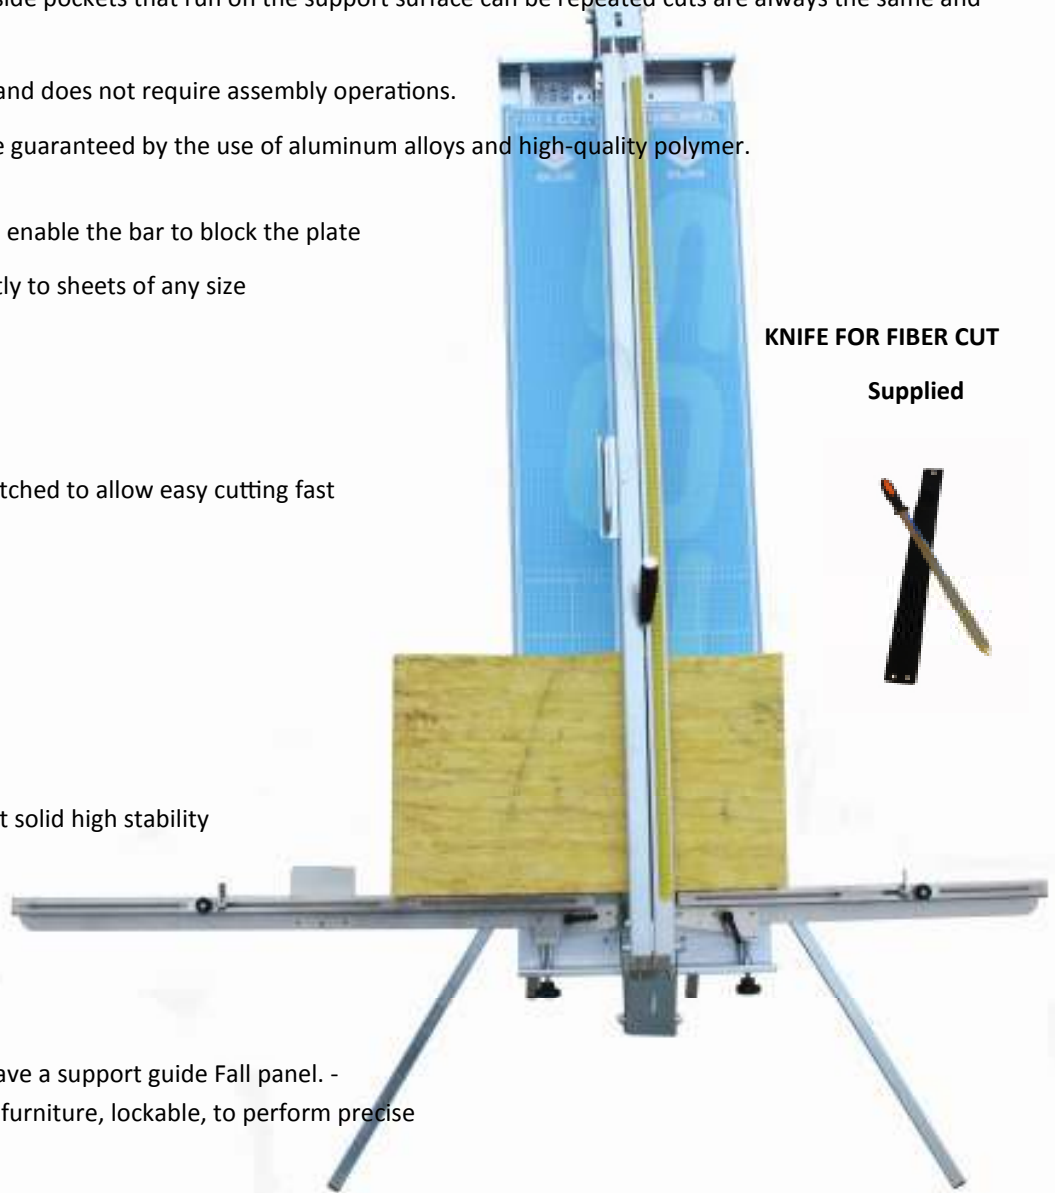 side pockets that run on the support surface can be repeated cuts are always the same and
and does not require assembly operations.
e guaranteed by the use of aluminum alloys and high-quality polymer.
enable the bar to block the plate
tly to sheets of any size
KNIFE FOR FIBER CUT
Supplied
tched to allow easy cutting fast
t solid high stability
ave a support guide Fall panel. -
furniture, lockable, to perform precise